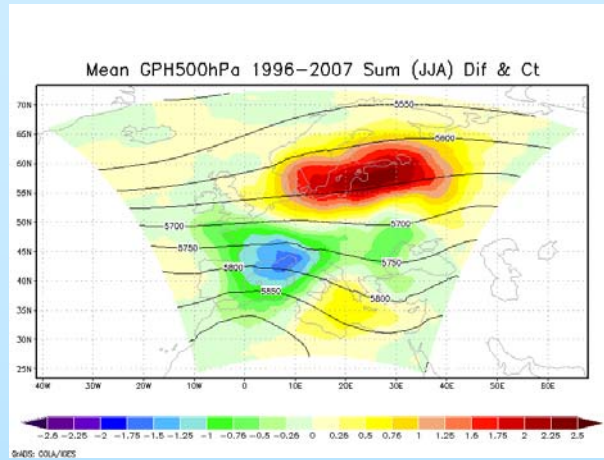 Mean GPH500hPa 1996-2007 Sum (JJA) Dif & Ct
70N
65N
60N
55N
50N
45N
40N
35N
30N
25N
5550
5600
5700
5700
5750
5750
5800
5800
5850
40W
30W
20W
10W
0
10E
20E
30E
40E
50E
60E
-2.5 -2.25 -2 -1.75 -1.5 -1.25 -1 -0.75 -0.5 -0.25 0 0.25 0.5 0.75 1 1.25 1.5 1.75 2 2.25 2.5
GrADS: COLA/IGES